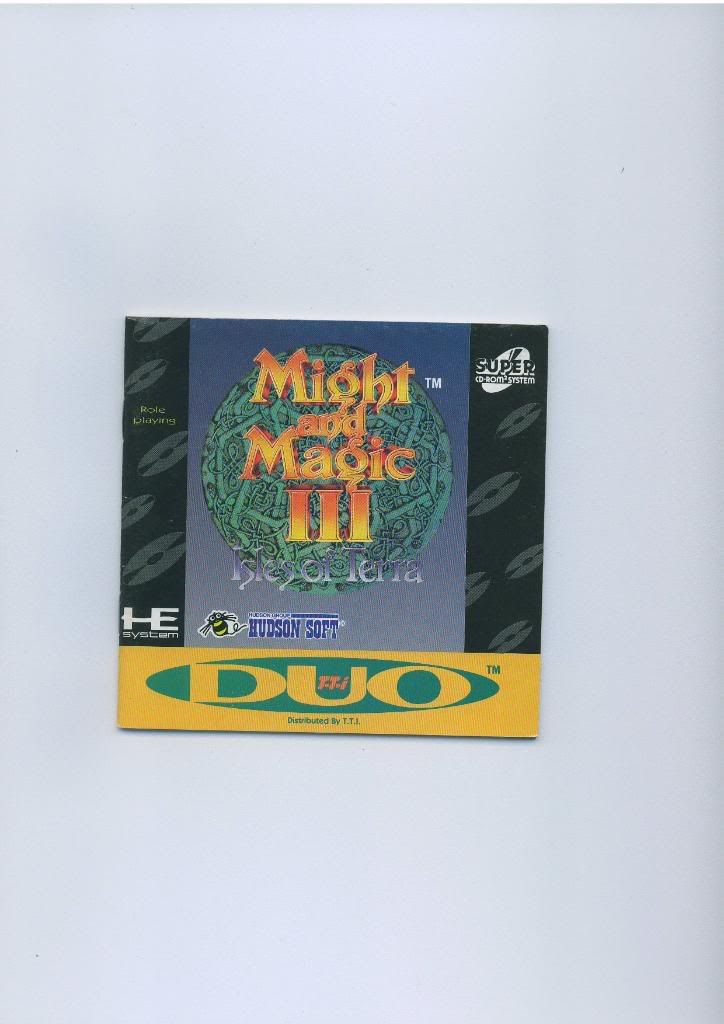 Role
playing
Might
and
Magic
III
TM
Isles of Terra
SUPER
CD-ROM² SYSTEM
HE
system
HUDSON GROUP
HUDSON SOFT®
DUO
T·T·i
TM
Distributed By T.T.I.